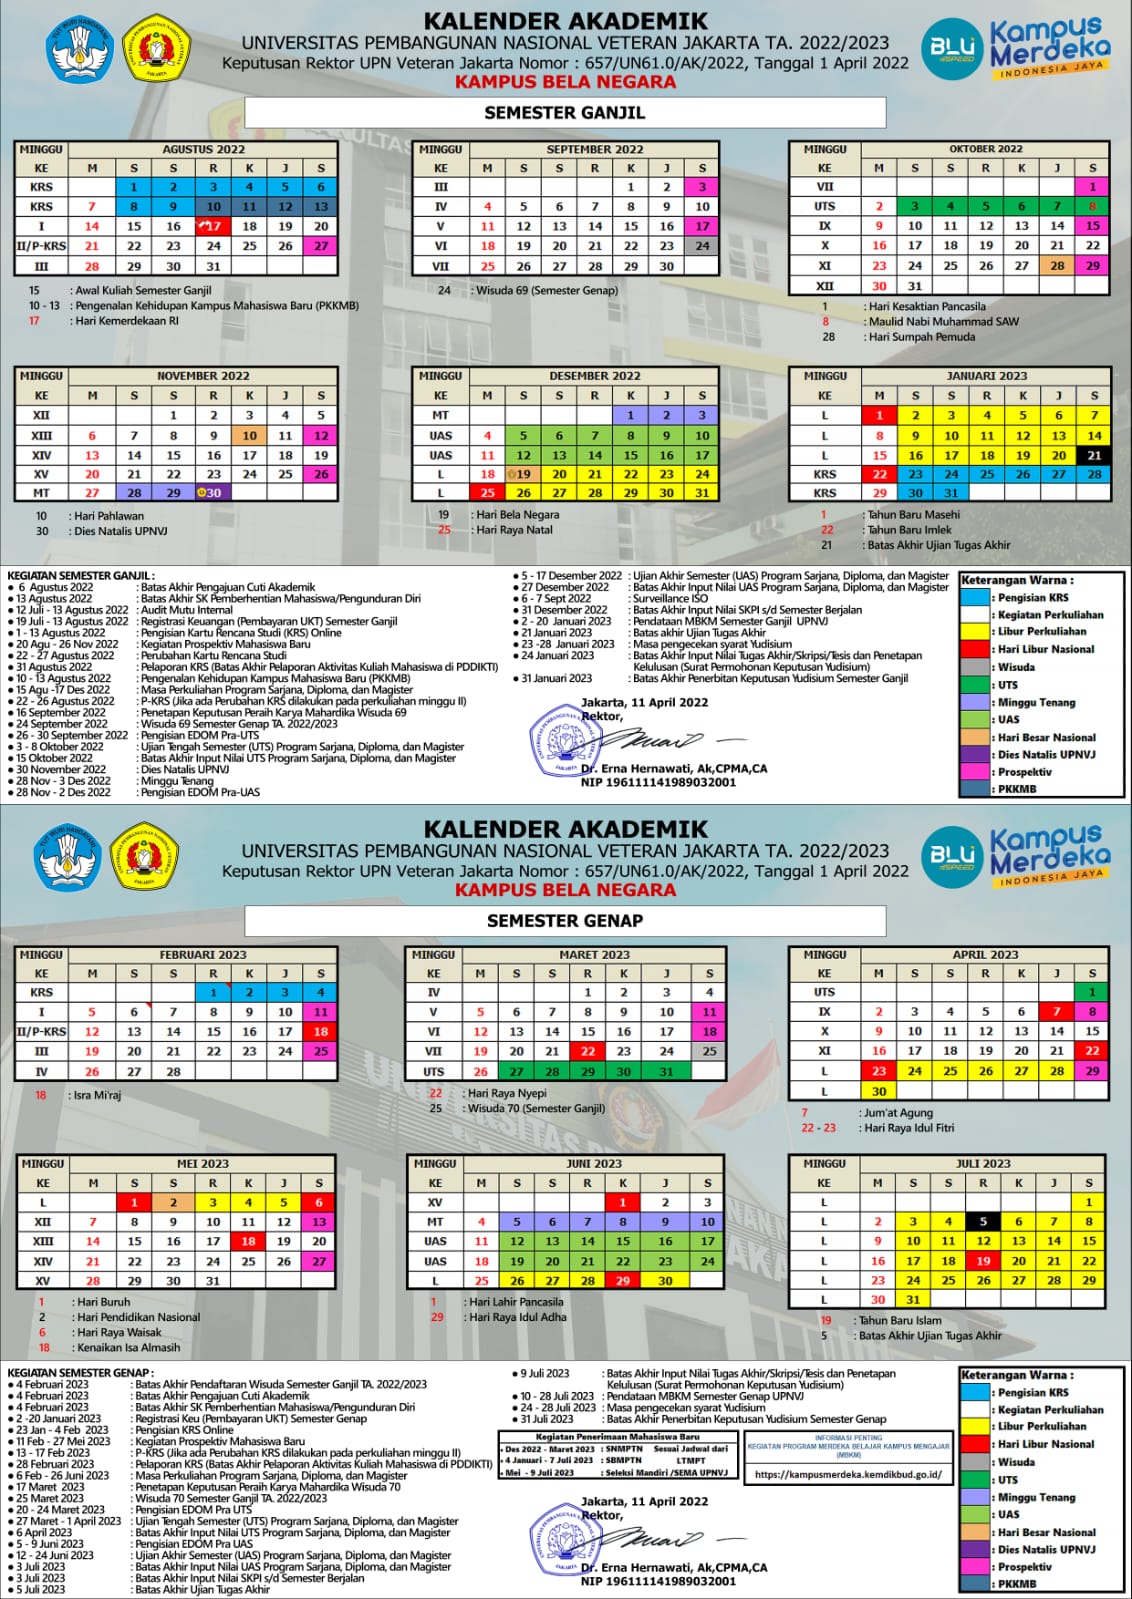 KALENDER AKADEMIK
UNIVERSITAS PEMBANGUNAN NASIONAL VETERAN JAKARTA TA. 2022/2023
Keputusan Rektor UPN Veteran Jakarta Nomor : 657/UN61.0/AK/2022, Tanggal 1 April 2022
KAMPUS BELA NEGARA
BLU SPEED
Kampus Merdeka
INDONESIA JAYA
SEMESTER GANJIL
MINGGU KE AGUSTUS 2022
M S S R K J S
KRS 1 2 3 4 5 6
KRS 7 8 9 10 11 12 13
I 14 15 16 17 18 19 20
II/P-KRS 21 22 23 24 25 26 27
III 28 29 30 31
15 : Awal Kuliah Semester Ganjil
10 - 13 : Pengenalan Kehidupan Kampus Mahasiswa Baru (PKKMB)
17 : Hari Kemerdekaan RI
MINGGU KE SEPTEMBER 2022
M S S R K J S
III 1 2 3
IV 4 5 6 7 8 9 10
V 11 12 13 14 15 16 17
VI 18 19 20 21 22 23 24
VII 25 26 27 28 29 30
24 : Wisuda 69 (Semester Genap)
MINGGU KE OKTOBER 2022
M S S R K J S
VII 1
UTS 2 3 4 5 6 7 8
IX 9 10 11 12 13 14 15
X 16 17 18 19 20 21 22
XI 23 24 25 26 27 28 29
XII 30 31
1 : Hari Kesaktian Pancasila
8 : Maulid Nabi Muhammad SAW
28 : Hari Sumpah Pemuda
MINGGU KE NOVEMBER 2022
M S S R K J S
XII 1 2 3 4 5
XIII 6 7 8 9 10 11 12
XIV 13 14 15 16 17 18 19
XV 20 21 22 23 24 25 26
MT 27 28 29 30
10 : Hari Pahlawan
30 : Dies Natalis UPNVJ
MINGGU KE DESEMBER 2022
M S S R K J S
MT 1 2 3
UAS 4 5 6 7 8 9 10
UAS 11 12 13 14 15 16 17
L 18 19 20 21 22 23 24
L 25 26 27 28 29 30 31
19 : Hari Bela Negara
25 : Hari Raya Natal
MINGGU KE JANUARI 2023
M S S R K J S
L 1 2 3 4 5 6 7
L 8 9 10 11 12 13 14
L 15 16 17 18 19 20 21
KRS 22 23 24 25 26 27 28
KRS 29 30 31
1 : Tahun Baru Masehi
22 : Tahun Baru Imlek
21 : Batas Akhir Ujian Tugas Akhir
KEGIATAN SEMESTER GANJIL :
● 6 Agustus 2022 : Batas Akhir Pengajuan Cuti Akademik
● 13 Agustus 2022 : Batas Akhir SK Pemberhentian Mahasiswa/Pengunduran Diri
● 12 Juli - 13 Agustus 2022 : Audit Mutu Internal
● 19 Juli - 13 Agustus 2022 : Registrasi Keuangan (Pembayaran UKT) Semester Ganjil
● 1 - 13 Agustus 2022 : Pengisian Kartu Rencana Studi (KRS) Online
● 20 Agu - 26 Nov 2022 : Kegiatan Prospektiv Mahasiswa Baru
● 22 - 27 Agustus 2022 : Perubahan Kartu Rencana Studi
● 31 Agustus 2022 : Pelaporan KRS (Batas Akhir Pelaporan Aktivitas Kuliah Mahasiswa di PDDIKTI)
● 10 - 13 Agustus 2022 : Pengenalan Kehidupan Kampus Mahasiswa Baru (PKKMB)
● 15 Agu -17 Des 2022 : Masa Perkuliahan Program Sarjana, Diploma, dan Magister
● 22 - 26 Agustus 2022 : P-KRS (Jika ada Perubahan KRS dilakukan pada perkuliahan minggu II)
● 16 September 2022 : Penetapan Keputusan Peraih Karya Mahardika Wisuda 69
● 24 September 2022 : Wisuda 69 Semester Genap TA. 2022/2023
● 26 - 30 September 2022 : Pengisian EDOM Pra-UTS
● 3 - 8 Oktober 2022 : Ujian Tengah Semester (UTS) Program Sarjana, Diploma, dan Magister
● 15 Oktober 2022 : Batas Akhir Input Nilai UTS Program Sarjana, Diploma, dan Magister
● 30 November 2022 : Dies Natalis UPNVJ
● 28 Nov - 3 Des 2022 : Minggu Tenang
● 28 Nov - 2 Des 2022 : Pengisian EDOM Pra-UAS
● 5 - 17 Desember 2022 : Ujian Akhir Semester (UAS) Program Sarjana, Diploma, dan Magister
● 27 Desember 2022 : Batas Akhir Input Nilai UAS Program Sarjana, Diploma, dan Magister
● 6 - 7 Sept 2022 : Surveillance ISO
● 31 Desember 2022 : Batas Akhir Input Nilai SKPI s/d Semester Berjalan
● 2 - 20 Januari 2023 : Pendataan MBKM Semester Ganjil UPNVJ
● 21 Januari 2023 : Batas akhir Ujian Tugas Akhir
● 23 -28 Januari 2023 : Masa pengecekan syarat Yudisium
● 24 Januari 2023 : Batas Akhir Input Nilai Tugas Akhir/Skripsi/Tesis dan Penetapan
Kelulusan (Surat Permohonan Keputusan Yudisium)
● 31 Januari 2023 : Batas Akhir Penerbitan Keputusan Yudisium Semester Ganjil
Jakarta, 11 April 2022
Rektor,
Dr. Erna Hernawati, Ak,CPMA,CA
NIP 196111141989032001
Keterangan Warna :
: Pengisian KRS
: Kegiatan Perkuliahan
: Libur Perkuliahan
: Hari Libur Nasional
: Wisuda
: UTS
: Minggu Tenang
: UAS
: Hari Besar Nasional
: Dies Natalis UPNVJ
: Prospektiv
: PKKMB
KALENDER AKADEMIK
UNIVERSITAS PEMBANGUNAN NASIONAL VETERAN JAKARTA TA. 2022/2023
Keputusan Rektor UPN Veteran Jakarta Nomor : 657/UN61.0/AK/2022, Tanggal 1 April 2022
KAMPUS BELA NEGARA
BLU SPEED
Kampus Merdeka
INDONESIA JAYA
SEMESTER GENAP
MINGGU KE FEBRUARI 2023
M S S R K J S
KRS 1 2 3 4
I 5 6 7 8 9 10 11
II/P-KRS 12 13 14 15 16 17 18
III 19 20 21 22 23 24 25
IV 26 27 28
18 : Isra Mi'raj
MINGGU KE MARET 2023
M S S R K J S
IV 1 2 3 4
V 5 6 7 8 9 10 11
VI 12 13 14 15 16 17 18
VII 19 20 21 22 23 24 25
UTS 26 27 28 29 30 31
22 : Hari Raya Nyepi
25 : Wisuda 70 (Semester Ganjil)
MINGGU KE APRIL 2023
M S S R K J S
UTS 1
IX 2 3 4 5 6 7 8
X 9 10 11 12 13 14 15
XI 16 17 18 19 20 21 22
L 23 24 25 26 27 28 29
L 30
7 : Jum'at Agung
22 - 23 : Hari Raya Idul Fitri
MINGGU KE MEI 2023
M S S R K J S
L 1 2 3 4 5 6
XII 7 8 9 10 11 12 13
XIII 14 15 16 17 18 19 20
XIV 21 22 23 24 25 26 27
XV 28 29 30 31
1 : Hari Buruh
2 : Hari Pendidikan Nasional
6 : Hari Raya Waisak
18 : Kenaikan Isa Almasih
MINGGU KE JUNI 2023
M S S R K J S
XV 1 2 3
MT 4 5 6 7 8 9 10
UAS 11 12 13 14 15 16 17
UAS 18 19 20 21 22 23 24
L 25 26 27 28 29 30
1 : Hari Lahir Pancasila
29 : Hari Raya Idul Adha
MINGGU KE JULI 2023
M S S R K J S
L 1
L 2 3 4 5 6 7 8
L 9 10 11 12 13 14 15
L 16 17 18 19 20 21 22
L 23 24 25 26 27 28 29
L 30 31
19 : Tahun Baru Islam
5 : Batas Akhir Ujian Tugas Akhir
KEGIATAN SEMESTER GENAP :
● 4 Februari 2023 : Batas Akhir Pendaftaran Wisuda Semester Ganjil TA. 2022/2023
● 4 Februari 2023 : Batas Akhir Pengajuan Cuti Akademik
● 4 Februari 2023 : Batas Akhir SK Pemberhentian Mahasiswa/Pengunduran Diri
● 2 -20 Januari 2023 : Registrasi Keu (Pembayaran UKT) Semester Genap
● 23 Jan - 4 Feb 2023 : Pengisian KRS Online
● 11 Feb - 27 Mei 2023 : Kegiatan Prospektiv Mahasiswa Baru
● 13 - 17 Feb 2023 : P-KRS (Jika ada Perubahan KRS dilakukan pada perkuliahan minggu II)
● 28 Februari 2023 : Pelaporan KRS (Batas Akhir Pelaporan Aktivitas Kuliah Mahasiswa di PDDIKTI)
● 6 Feb - 26 Juni 2023 : Masa Perkuliahan Program Sarjana, Diploma, dan Magister
● 17 Maret 2023 : Penetapan Keputusan Peraih Karya Mahardika Wisuda 70
● 25 Maret 2023 : Wisuda 70 Semester Ganjil TA. 2022/2023
● 20 - 24 Maret 2023 : Pengisian EDOM Pra UTS
● 27 Maret - 1 April 2023 : Ujian Tengah Semester (UTS) Program Sarjana, Diploma, dan Magister
● 6 April 2023 : Batas Akhir Input Nilai UTS Program Sarjana, Diploma, dan Magister
● 5 - 9 Juni 2023 : Pengisian EDOM Pra UAS
● 12 - 24 Juni 2023 : Ujian Akhir Semester (UAS) Program Sarjana, Diploma, dan Magister
● 3 Juli 2023 : Batas Akhir Input Nilai UAS Program Sarjana, Diploma, dan Magister
● 3 Juli 2023 : Batas Akhir Input Nilai SKPI s/d Semester Berjalan
● 5 Juli 2023 : Batas Akhir Ujian Tugas Akhir
● 9 Juli 2023 : Batas Akhir Input Nilai Tugas Akhir/Skripsi/Tesis dan Penetapan
Kelulusan (Surat Permohonan Keputusan Yudisium)
● 10 - 28 Juli 2023 : Pendataan MBKM Semester Genap UPNVJ
● 24 - 28 Juli 2023 : Masa pengecekan syarat Yudisium
● 31 Juli 2023 : Batas Akhir Penerbitan Keputusan Yudisium Semester Genap
Kegiatan Penerimaan Mahasiswa Baru
• Des 2022 - Maret 2023 : SNMPTN Sesuai Jadwal dari
• 4 Januari - 7 Juli 2023 : SBMPTN LTMPT
• Mei - 9 Juli 2023 : Seleksi Mandiri /SEMA UPNVJ
INFORMASI PENTING
KEGIATAN PROGRAM MERDEKA BELAJAR KAMPUS MENGAJAR
(MBKM)
https://kampusmerdeka.kemdikbud.go.id/
Jakarta, 11 April 2022
Rektor,
Dr. Erna Hernawati, Ak,CPMA,CA
NIP 196111141989032001
Keterangan Warna :
: Pengisian KRS
: Kegiatan Perkuliahan
: Libur Perkuliahan
: Hari Libur Nasional
: Wisuda
: UTS
: Minggu Tenang
: UAS
: Hari Besar Nasional
: Dies Natalis UPNVJ
: Prospektiv
: PKKMB